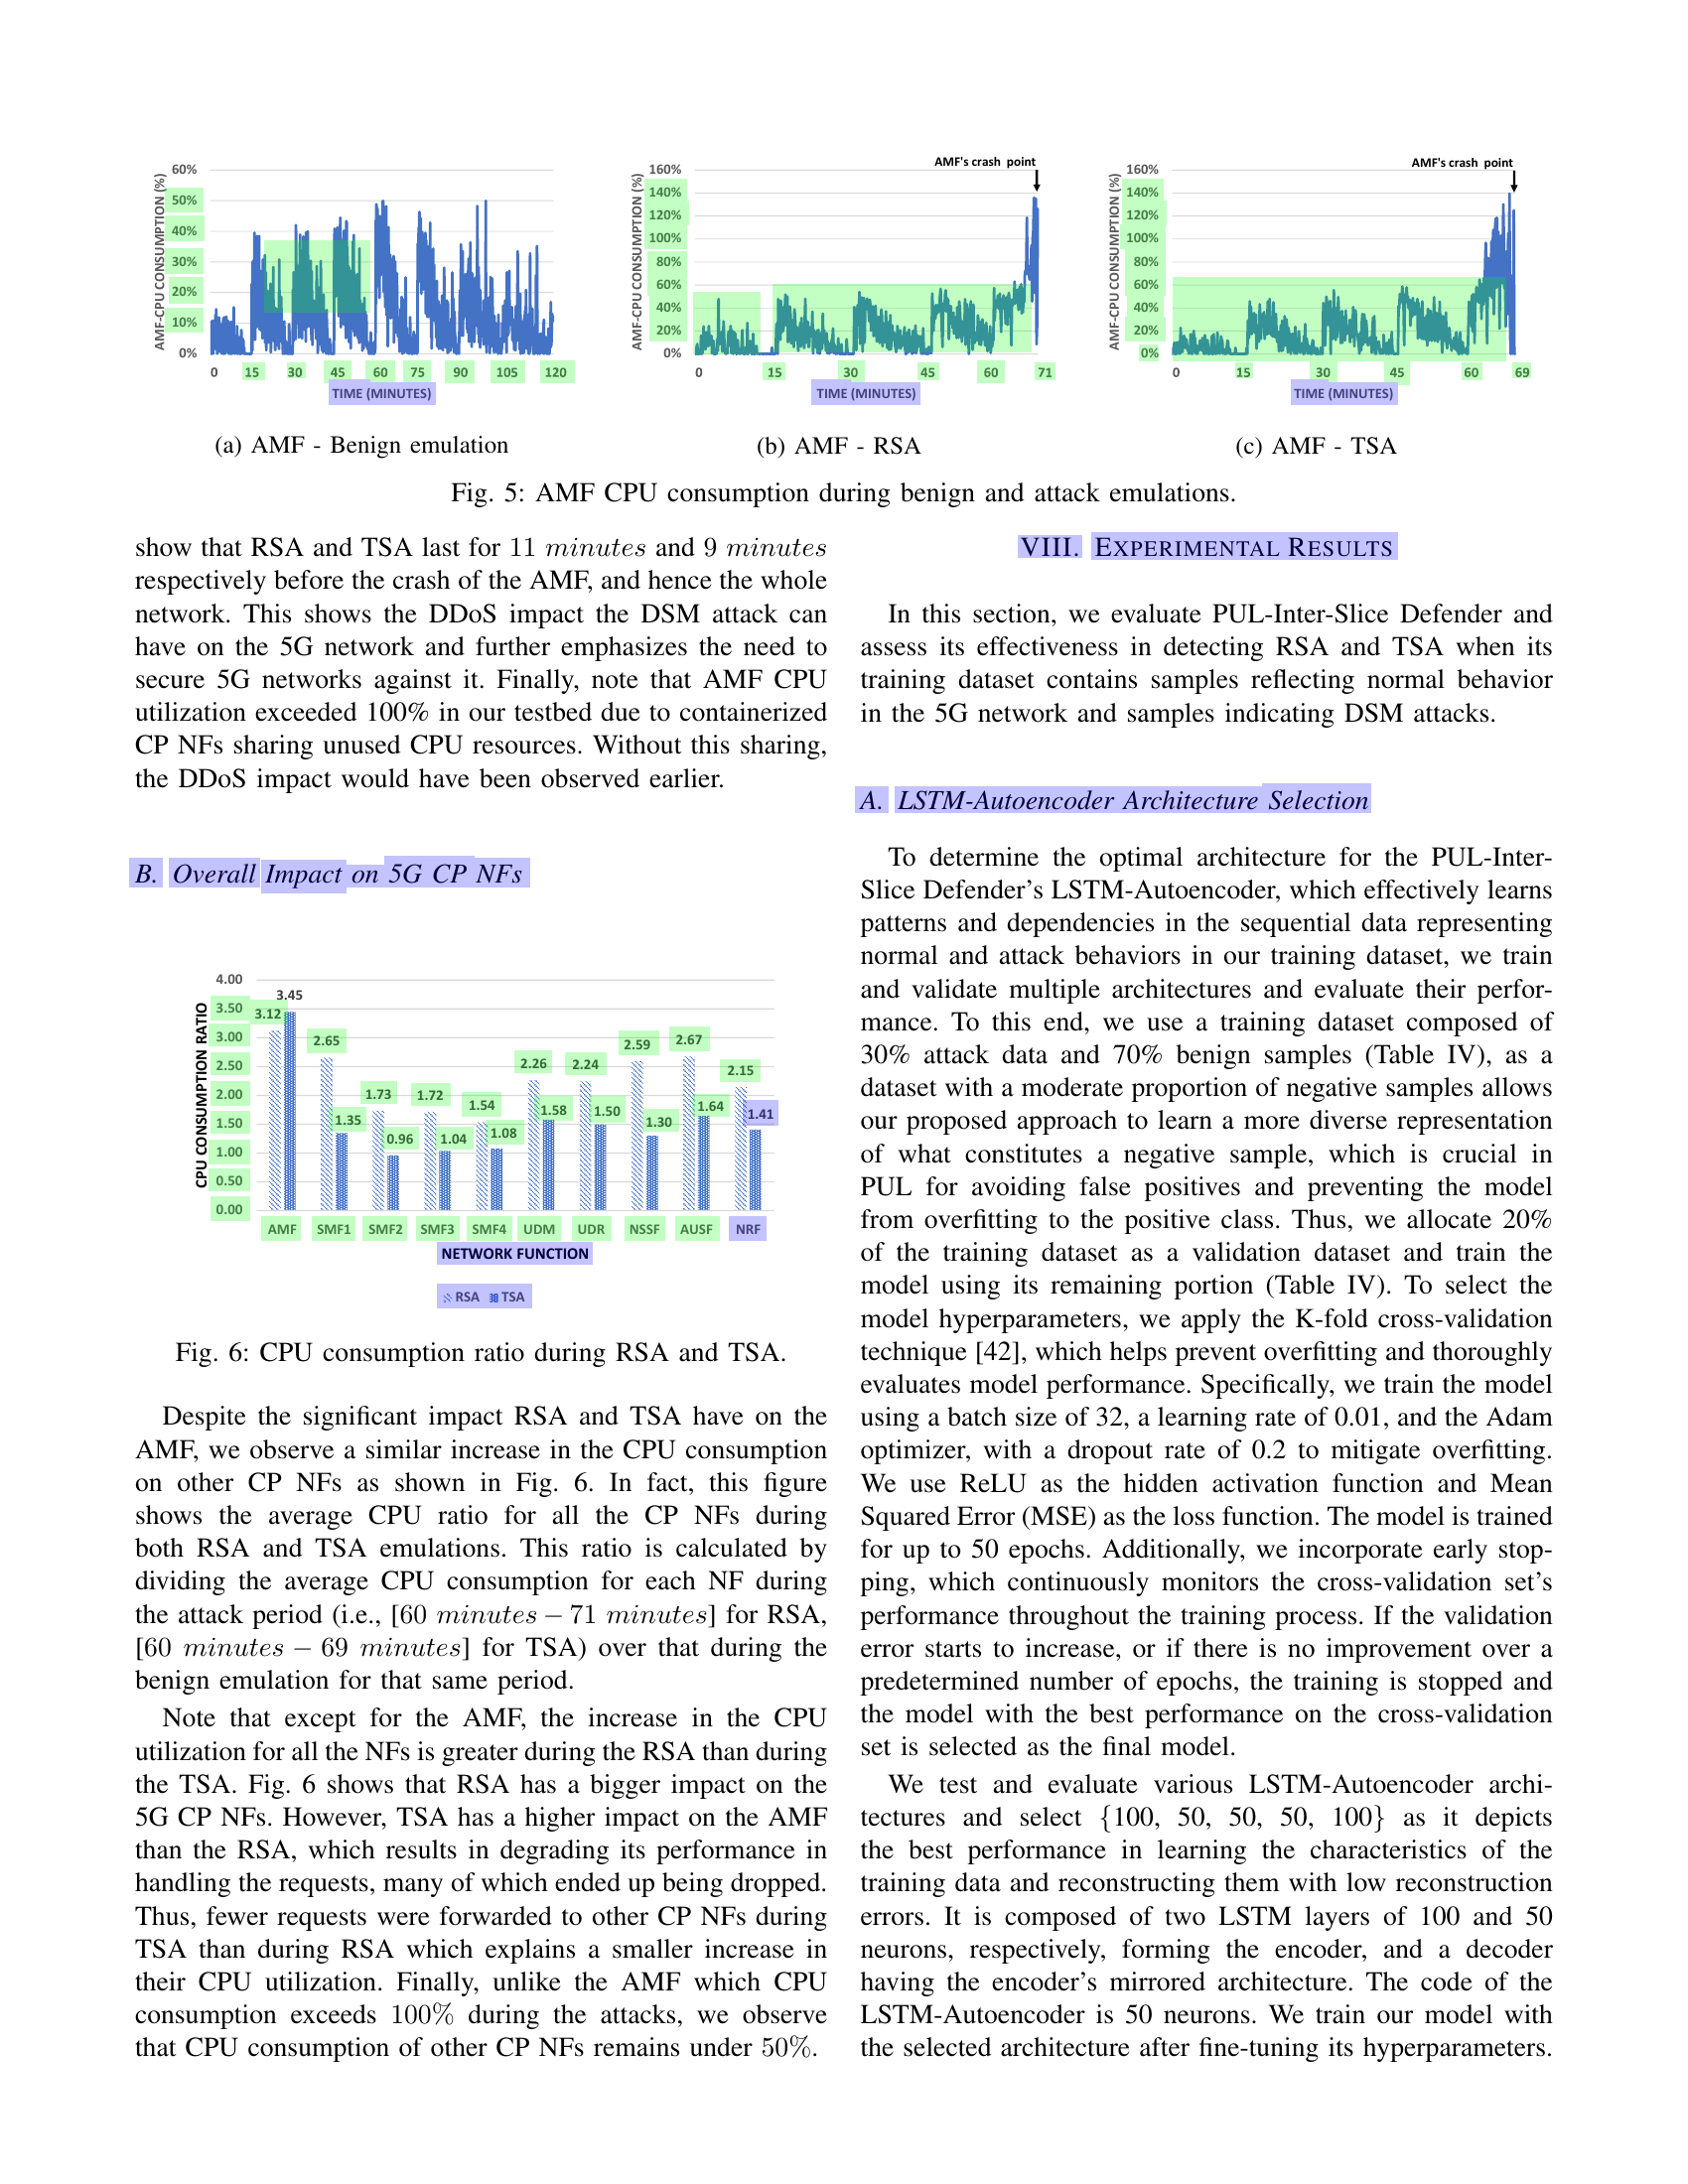 AMF-CPU CONSUMPTION (%)
60%
50%
40%
30%
20%
10%
0%
0 15 30 45 60 75 90 105 120
TIME (MINUTES)
(a) AMF - Benign emulation
AMF's crash point
AMF-CPU CONSUMPTION (%)
160%
140%
120%
100%
80%
60%
40%
20%
0%
0 15 30 45 60 71
TIME (MINUTES)
(b) AMF - RSA
AMF's crash point
AMF-CPU CONSUMPTION (%)
160%
140%
120%
100%
80%
60%
40%
20%
0%
0 15 30 45 60 69
TIME (MINUTES)
(c) AMF - TSA
Fig. 5: AMF CPU consumption during benign and attack emulations.
show that RSA and TSA last for 11 minutes and 9 minutes
respectively before the crash of the AMF, and hence the whole
network. This shows the DDoS impact the DSM attack can
have on the 5G network and further emphasizes the need to
secure 5G networks against it. Finally, note that AMF CPU
utilization exceeded 100% in our testbed due to containerized
CP NFs sharing unused CPU resources. Without this sharing,
the DDoS impact would have been observed earlier.
B. Overall Impact on 5G CP NFs
CPU CONSUMPTION RATIO
4.00
3.50
3.00
2.50
2.00
1.50
1.00
0.50
0.00
3.12 3.45
2.65 1.35
1.73 0.96
1.72 1.04
1.54 1.08
2.26 1.58
2.24 1.50
2.59 1.30
2.67 1.64
2.15 1.41
AMF SMF1 SMF2 SMF3 SMF4 UDM UDR NSSF AUSF NRF
NETWORK FUNCTION
RSA TSA
Fig. 6: CPU consumption ratio during RSA and TSA.
Despite the significant impact RSA and TSA have on the
AMF, we observe a similar increase in the CPU consumption
on other CP NFs as shown in Fig. 6. In fact, this figure
shows the average CPU ratio for all the CP NFs during
both RSA and TSA emulations. This ratio is calculated by
dividing the average CPU consumption for each NF during
the attack period (i.e., [60 minutes − 71 minutes] for RSA,
[60 minutes − 69 minutes] for TSA) over that during the
benign emulation for that same period.
Note that except for the AMF, the increase in the CPU
utilization for all the NFs is greater during the RSA than during
the TSA. Fig. 6 shows that RSA has a bigger impact on the
5G CP NFs. However, TSA has a higher impact on the AMF
than the RSA, which results in degrading its performance in
handling the requests, many of which ended up being dropped.
Thus, fewer requests were forwarded to other CP NFs during
TSA than during RSA which explains a smaller increase in
their CPU utilization. Finally, unlike the AMF which CPU
consumption exceeds 100% during the attacks, we observe
that CPU consumption of other CP NFs remains under 50%.
VIII. EXPERIMENTAL RESULTS
In this section, we evaluate PUL-Inter-Slice Defender and
assess its effectiveness in detecting RSA and TSA when its
training dataset contains samples reflecting normal behavior
in the 5G network and samples indicating DSM attacks.
A. LSTM-Autoencoder Architecture Selection
To determine the optimal architecture for the PUL-Inter-
Slice Defender's LSTM-Autoencoder, which effectively learns
patterns and dependencies in the sequential data representing
normal and attack behaviors in our training dataset, we train
and validate multiple architectures and evaluate their perfor-
mance. To this end, we use a training dataset composed of
30% attack data and 70% benign samples (Table IV), as a
dataset with a moderate proportion of negative samples allows
our proposed approach to learn a more diverse representation
of what constitutes a negative sample, which is crucial in
PUL for avoiding false positives and preventing the model
from overfitting to the positive class. Thus, we allocate 20%
of the training dataset as a validation dataset and train the
model using its remaining portion (Table IV). To select the
model hyperparameters, we apply the K-fold cross-validation
technique [42], which helps prevent overfitting and thoroughly
evaluates model performance. Specifically, we train the model
using a batch size of 32, a learning rate of 0.01, and the Adam
optimizer, with a dropout rate of 0.2 to mitigate overfitting.
We use ReLU as the hidden activation function and Mean
Squared Error (MSE) as the loss function. The model is trained
for up to 50 epochs. Additionally, we incorporate early stop-
ping, which continuously monitors the cross-validation set's
performance throughout the training process. If the validation
error starts to increase, or if there is no improvement over a
predetermined number of epochs, the training is stopped and
the model with the best performance on the cross-validation
set is selected as the final model.
We test and evaluate various LSTM-Autoencoder archi-
tectures and select {100, 50, 50, 50, 100} as it depicts
the best performance in learning the characteristics of the
training data and reconstructing them with low reconstruction
errors. It is composed of two LSTM layers of 100 and 50
neurons, respectively, forming the encoder, and a decoder
having the encoder's mirrored architecture. The code of the
LSTM-Autoencoder is 50 neurons. We train our model with
the selected architecture after fine-tuning its hyperparameters.